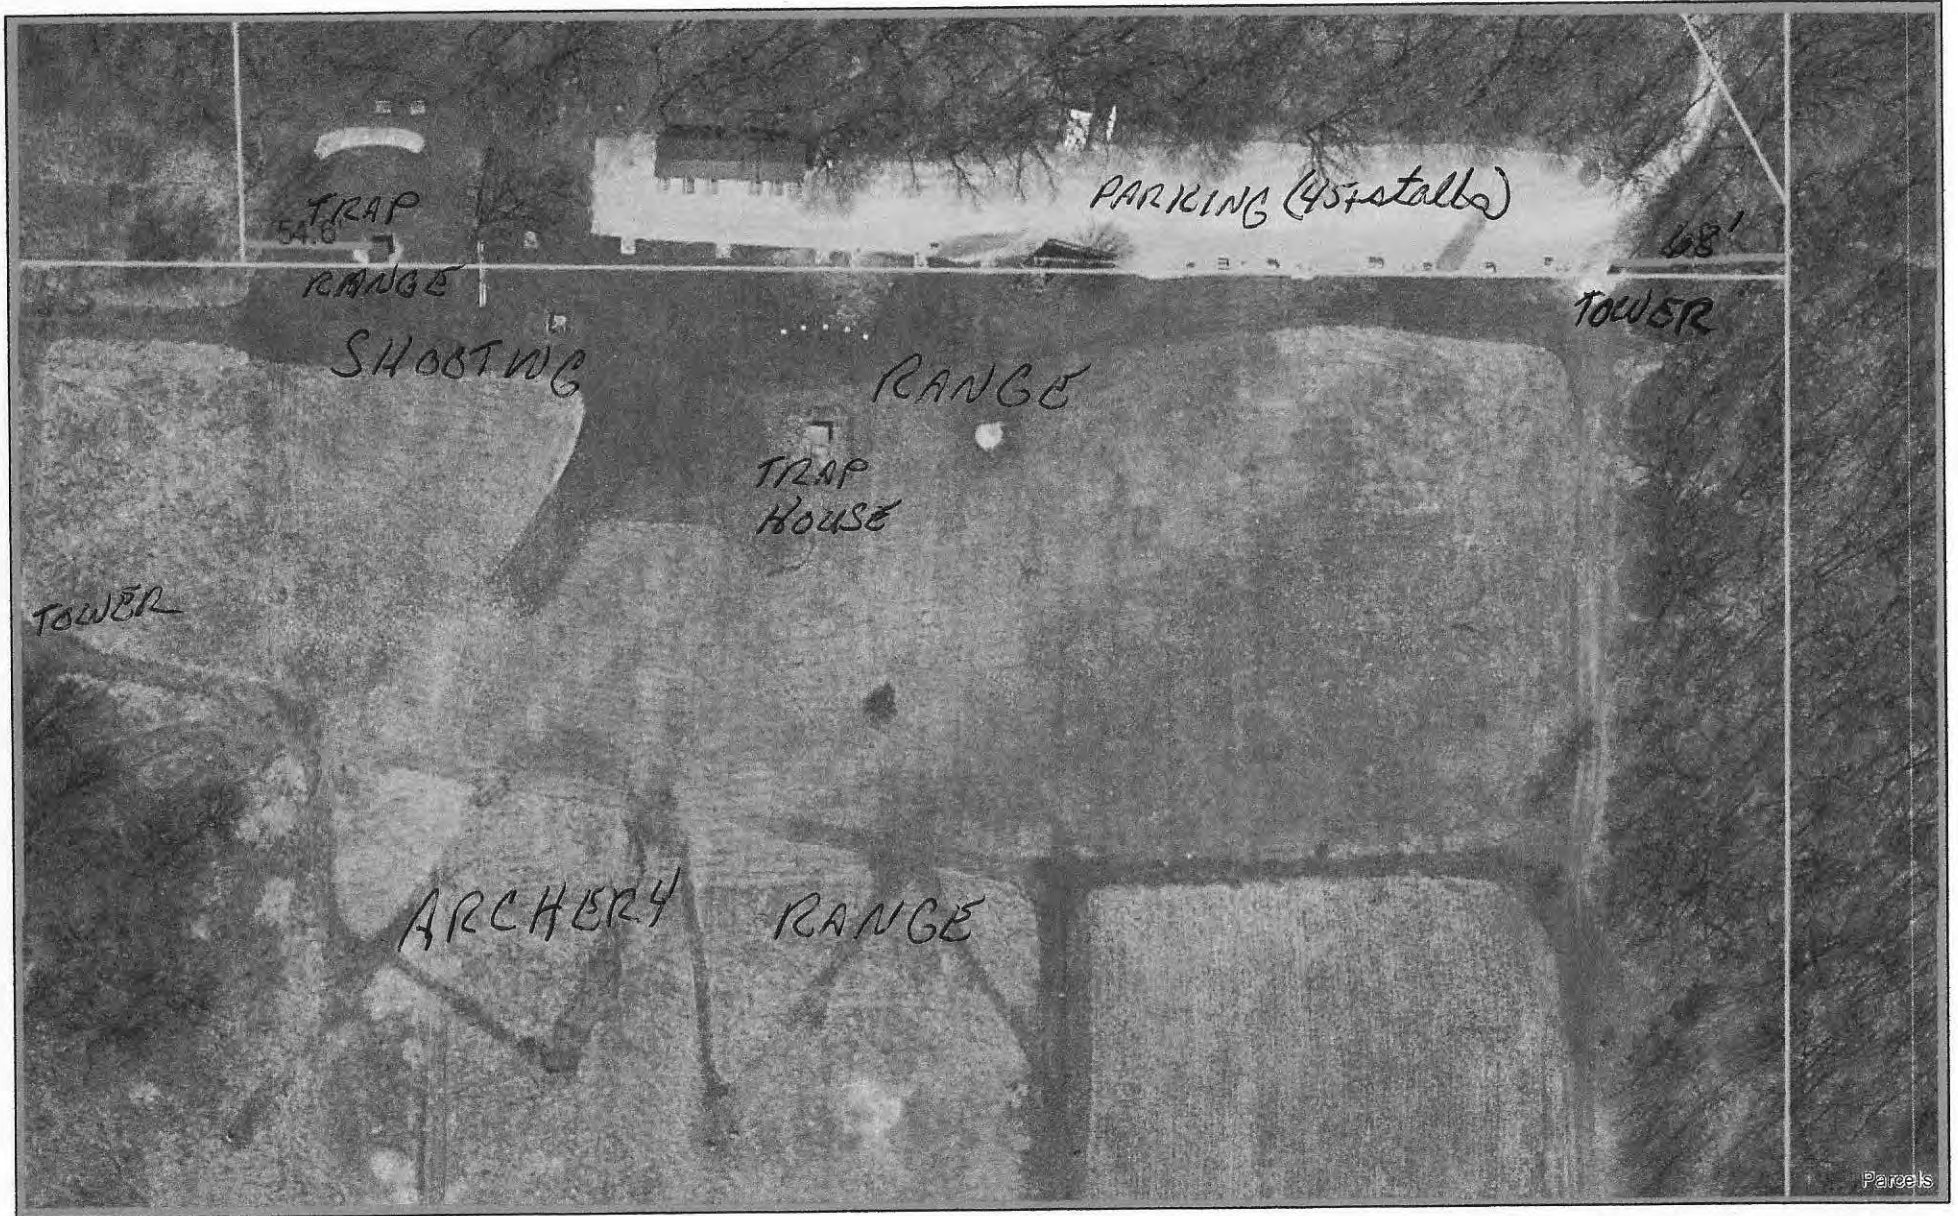 PARKING (45+stalls)
TRAP
54.6
68'
RANGE
TOWER
SHOOTING RANGE
TRAP
HOUSE
TOWER
ARCHERY RANGE
Parcels